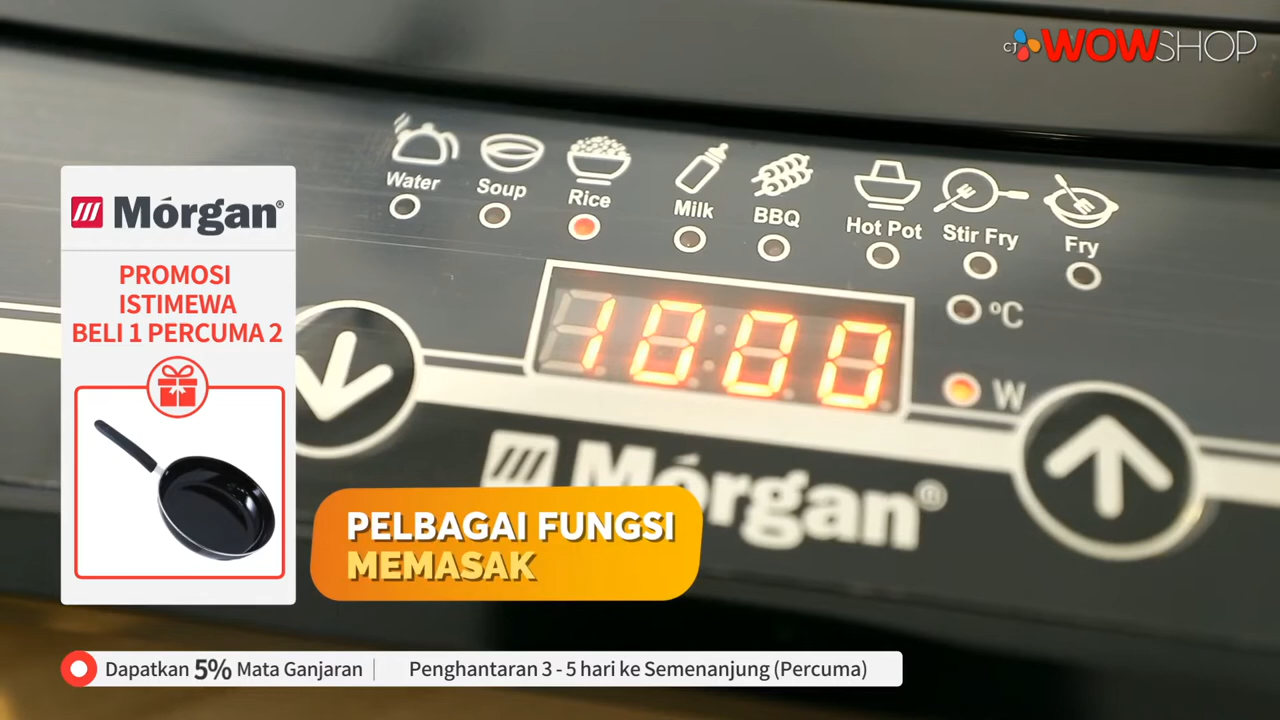 CJ WOWSHOP
Water
Soup
Rice
Milk
BBQ
Hot Pot
Stir Fry
Fry
1000
ºC
W
Mórgan®
Mórgan®
PROMOSI
ISTIMEWA
BELI 1 PERCUMA 2
PELBAGAI FUNGSI
MEMASAK
Dapatkan 5% Mata Ganjaran | Penghantaran 3 - 5 hari ke Semenanjung (Percuma)